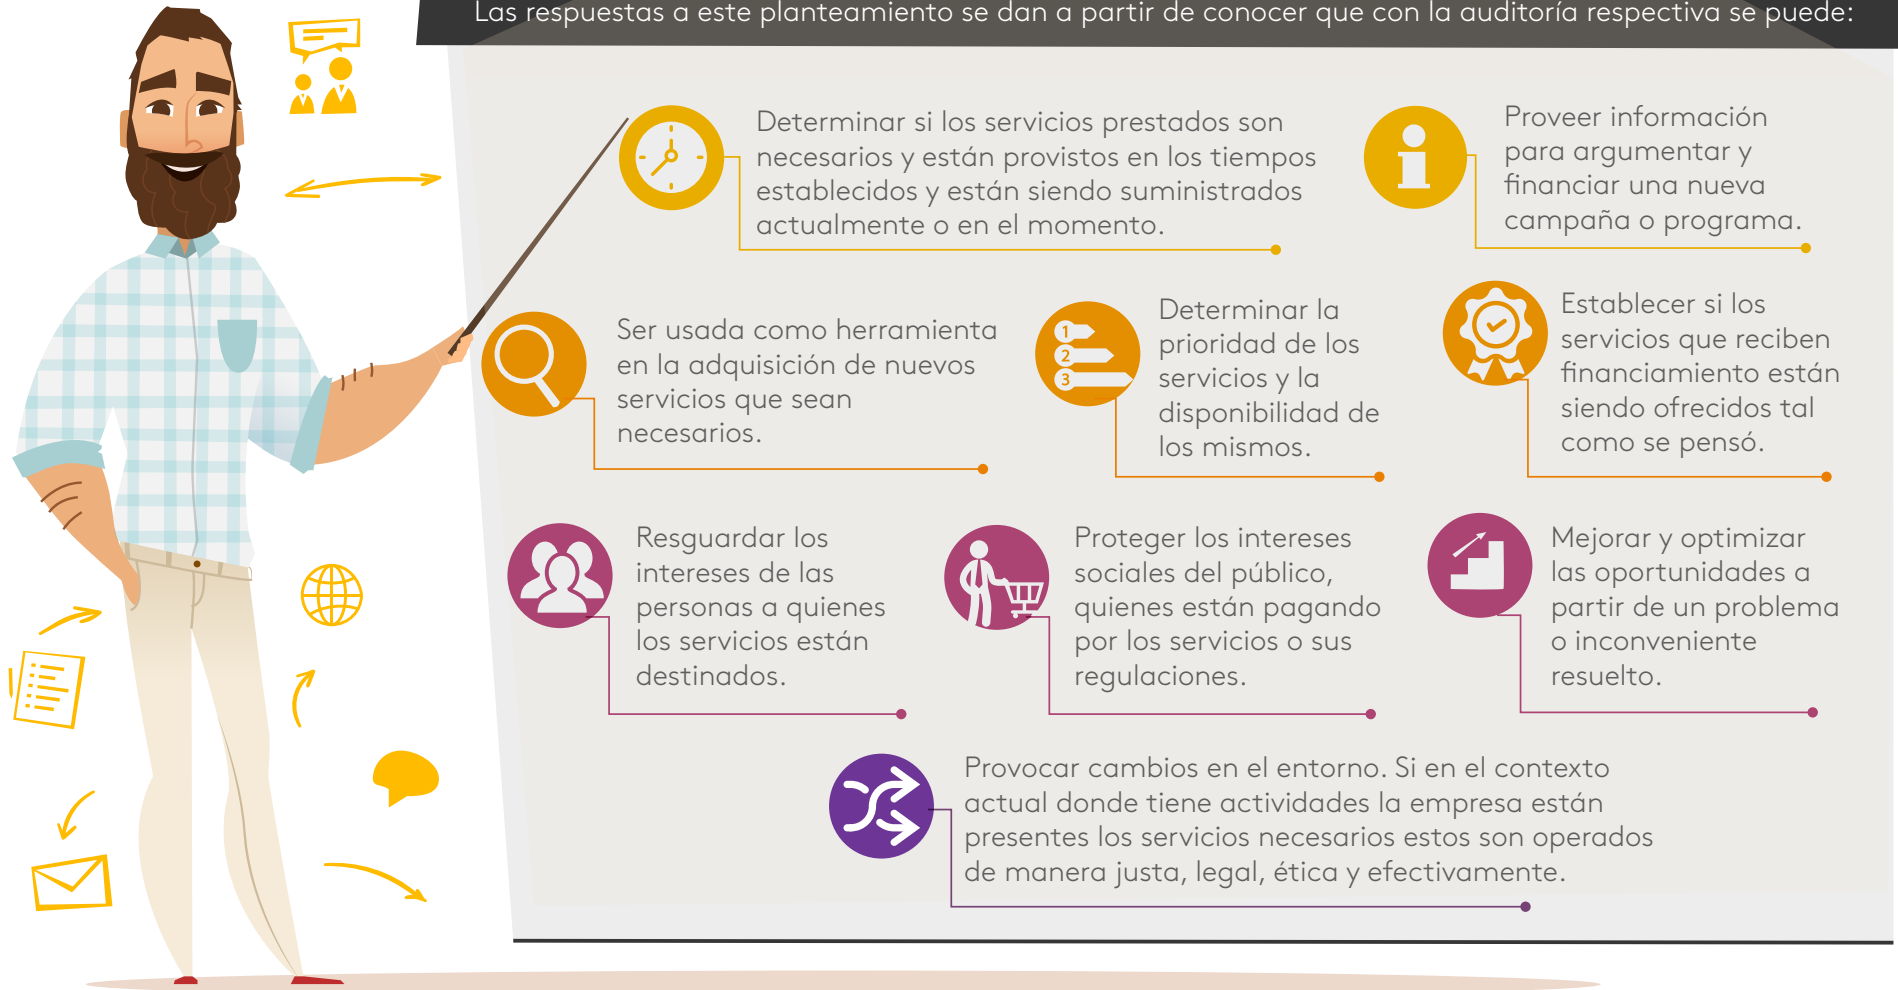 Las respuestas a este planteamiento se dan a partir de conocer que con la auditoría respectiva se puede:
Determinar si los servicios prestados son
necesarios y están provistos en los tiempos
establecidos y están siendo suministrados
actualmente o en el momento.
Proveer información
para argumentar y
financiar una nueva
campaña o programa.
Ser usada como herramienta
en la adquisición de nuevos
servicios que sean
necesarios.
1
2
3
Determinar la
prioridad de los
servicios y la
disponibilidad de
los mismos.
Establecer si los
servicios que reciben
financiamiento están
siendo ofrecidos tal
como se pensó.
Resguardar los
intereses de las
personas a quienes
los servicios están
destinados.
Proteger los intereses
sociales del público,
quienes están pagando
por los servicios o sus
regulaciones.
Mejorar y optimizar
las oportunidades a
partir de un problema
o inconveniente
resuelto.
Provocar cambios en el entorno. Si en el contexto
actual donde tiene actividades la empresa están
presentes los servicios necesarios estos son operados
de manera justa, legal, ética y efectivamente.